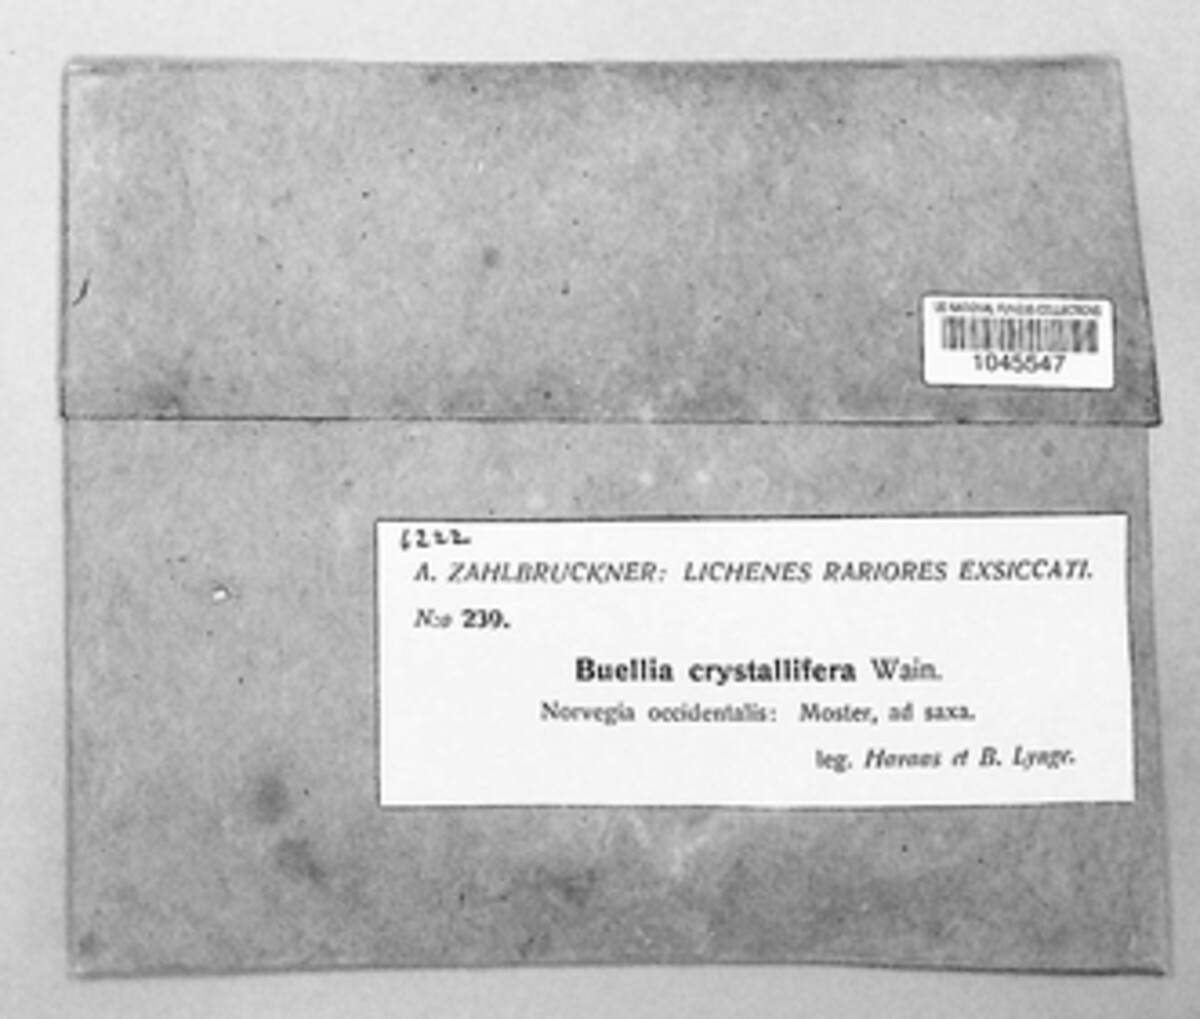 US NATIONAL FUNGUS COLLECTIONS
1045547
6222
A. ZAHLBRUCKNER: LICHENES RARIORES EXSICCATI.
N:o 239.
Buellia crystallifera Wain.
Norvegia occidentalis: Moster, ad saxa.
leg. Havaas et B. Lynge.